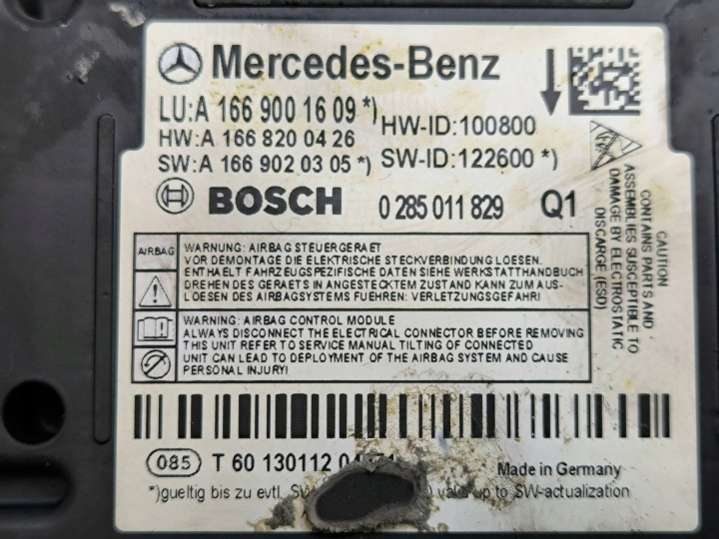 Mercedes-Benz
LU:A 166 900 16 09 *)
HW:A 166 820 04 26 HW-ID:100800
SW:A 166 902 03 05 *) SW-ID:122600 *)
BOSCH 0 285 011 829 Q1
CAUTION
CONTAINS PARTS AND
ASSEMBLIES SUSCEPTIBLE TO
DAMAGE BY ELECTROSTATIC
DISCHARGE (ESD)
AIRBAG
WARNUNG: AIRBAG STEUERGERAET
VOR DEMONTAGE DIE ELEKTRISCHE STECKVERBINDUNG LOESEN.
ENTHAELT FAHRZEUGSPEZIFISCHE DATEN SIEHE WERKSTATTHANDBUCH
DREHEN DES GERAETS IN ANGESTECKTEM ZUSTAND KANN ZUM AUS-
LOESEN DES AIRBAGSYSTEMS FUEHREN: VERLETZUNGSGEFAHR!
WARNING: AIRBAG CONTROL MODULE
ALWAYS DISCONNECT THE ELECTRICAL CONNECTOR BEFORE REMOVING
THIS UNIT REFER TO SERVICE MANUAL TILTING OF CONNECTED
UNIT CAN LEAD TO DEPLOYMENT OF THE AIRBAG SYSTEM AND CAUSE
PERSONAL INJURY!
085 T 60 130112 Made in Germany
*)gueltig bis zu evtl. up to SW-actualization